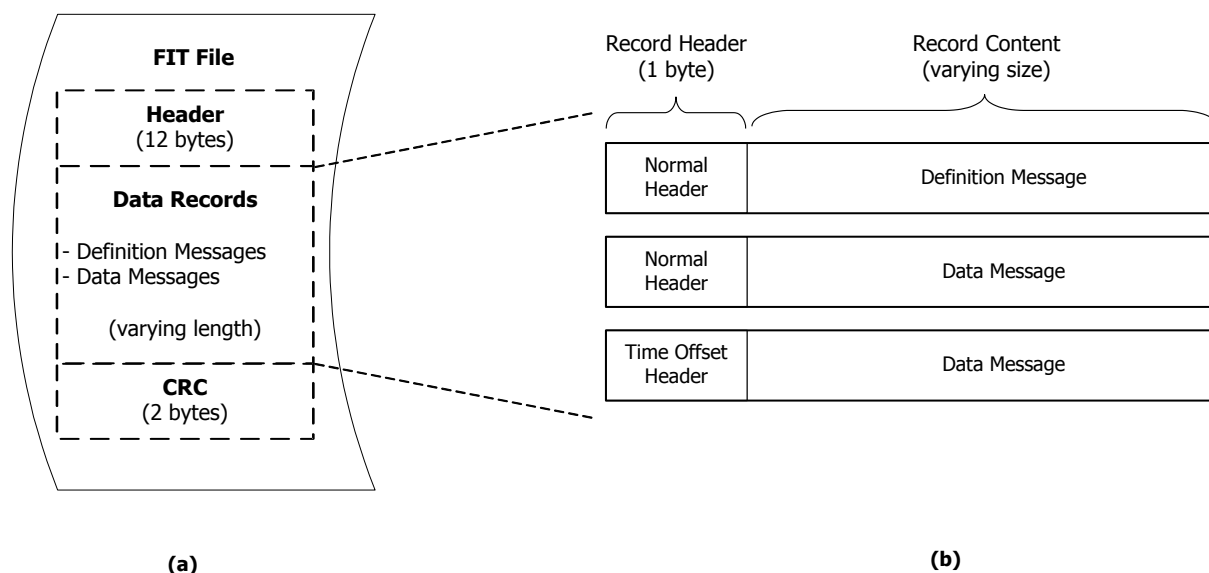 FIT File
Header
(12 bytes)
Data Records
- Definition Messages
- Data Messages
(varying length)
CRC
(2 bytes)
(a)
Record Header
(1 byte)
Record Content
(varying size)
Normal
Header
Definition Message
Normal
Header
Data Message
Time Offset
Header
Data Message
(b)